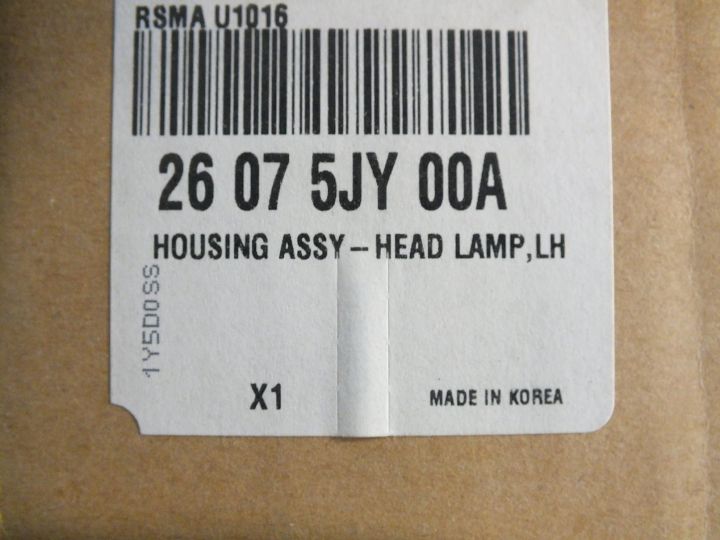 RSMA U1016
26 07 5JY 00A
HOUSING ASSY – HEAD LAMP,LH
1Y5D0SS
X1
MADE IN KOREA